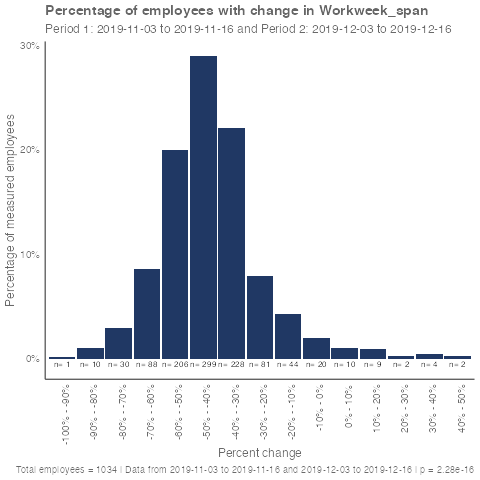 Percentage of employees with change in Workweek_span
Period 1: 2019-11-03 to 2019-11-16 and Period 2: 2019-12-03 to 2019-12-16
Percentage of measured employees
30%
20%
10%
0%
n= 1 n= 10 n= 30 n= 88 n= 206 n= 299 n= 228 n= 81 n= 44 n= 20 n= 10 n= 9 n= 2 n= 4 n= 2
-100% - -90%
-90% - -80%
-80% - -70%
-70% - -60%
-60% - -50%
-50% - -40%
-40% - -30%
-30% - -20%
-20% - -10%
-10% - 0%
0% - 10%
10% - 20%
20% - 30%
30% - 40%
40% - 50%
Percent change
Total employees = 1034 | Data from 2019-11-03 to 2019-11-16 and 2019-12-03 to 2019-12-16 | p = 2.28e-16